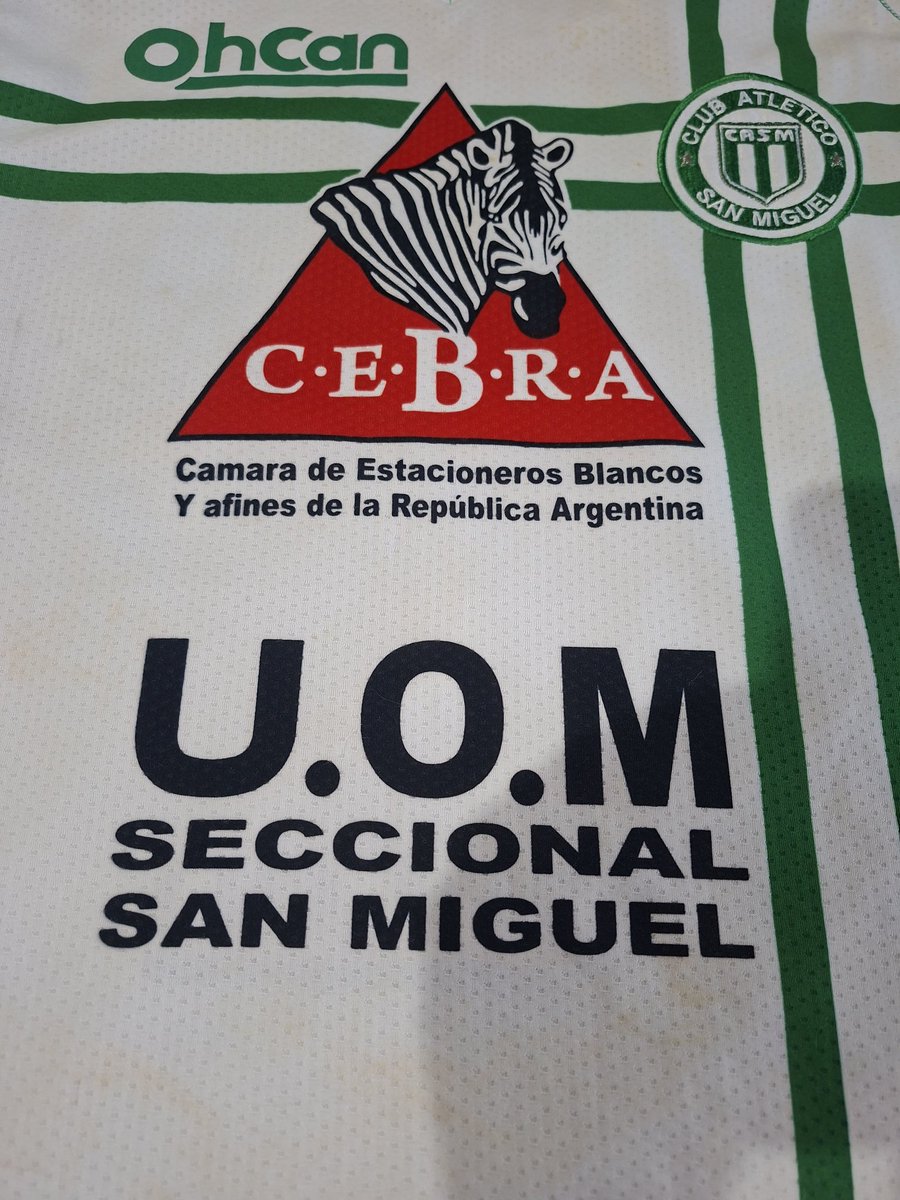 OhCan
CLUB ATLETICO
CASM
SAN MIGUEL
C·E·B·R·A
Camara de Estacioneros Blancos
Y afines de la República Argentina
U.O.M
SECCIONAL
SAN MIGUEL